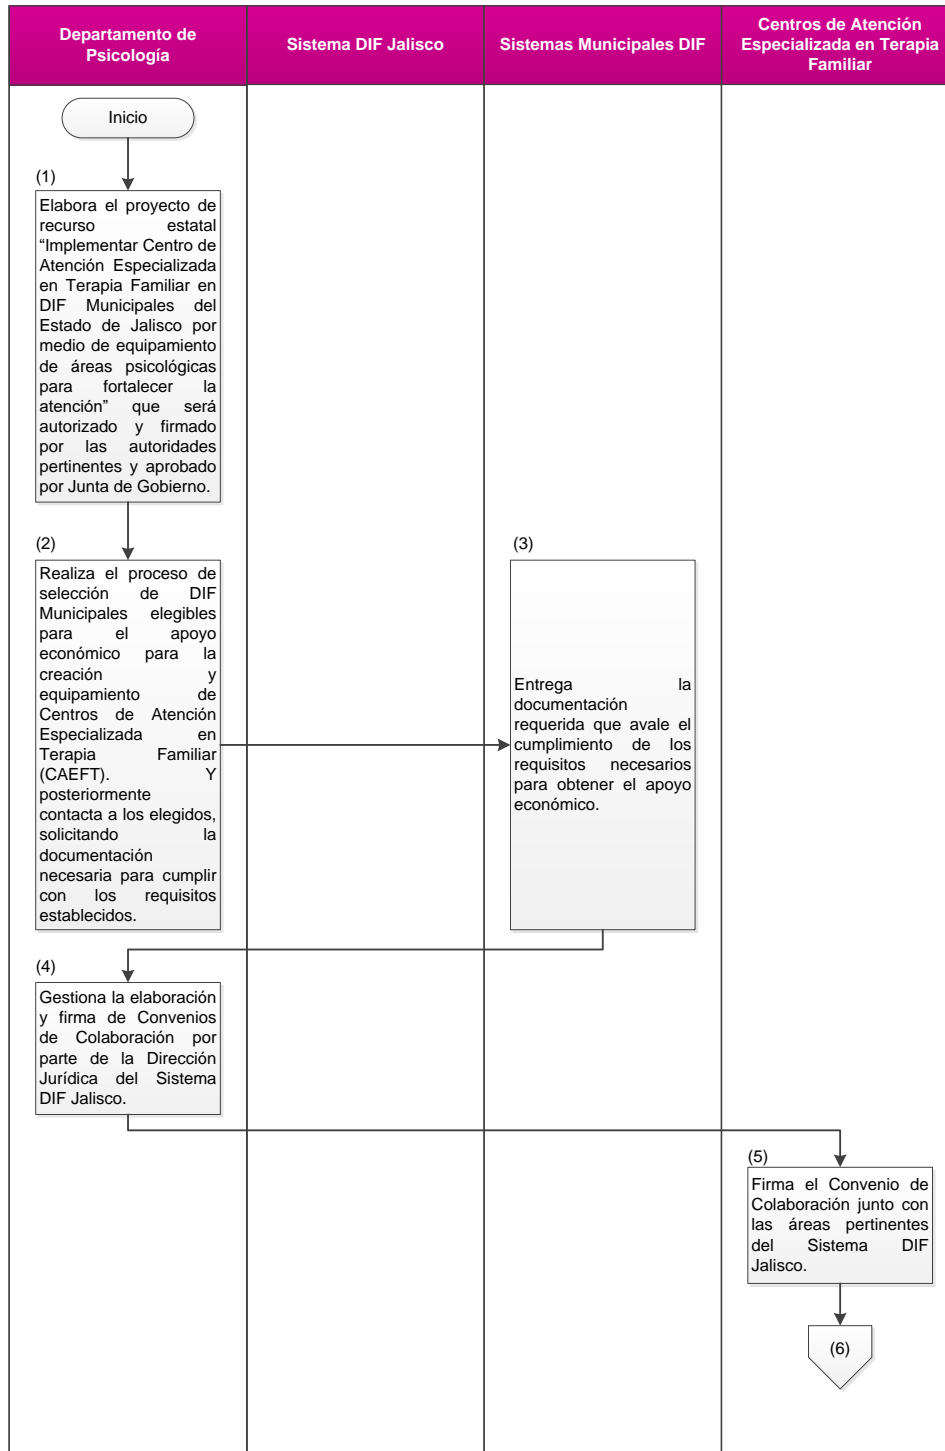 Departamento de
Psicología
Sistema DIF Jalisco
Sistemas Municipales DIF
Centros de Atención
Especializada en Terapia
Familiar
Inicio
(1)
Elabora el proyecto de
recurso estatal
“Implementar Centro de
Atención Especializada
en Terapia Familiar en
DIF Municipales del
Estado de Jalisco por
medio de equipamiento
de áreas psicológicas
para fortalecer la
atención” que será
autorizado y firmado
por las autoridades
pertinentes y aprobado
por Junta de Gobierno.
(2)
Realiza el proceso de
selección de DIF
Municipales elegibles
para el apoyo
económico para la
creación y
equipamiento de
Centros de Atención
Especializada en
Terapia Familiar
(CAEFT). Y
posteriormente
contacta a los elegidos,
solicitando la
documentación
necesaria para cumplir
con los requisitos
establecidos.
(3)
Entrega la
documentación
requerida que avale el
cumplimiento de los
requisitos necesarios
para obtener el apoyo
económico.
(4)
Gestiona la elaboración
y firma de Convenios
de Colaboración por
parte de la Dirección
Jurídica del Sistema
DIF Jalisco.
(5)
Firma el Convenio de
Colaboración junto con
las áreas pertinentes
del Sistema DIF
Jalisco.
(6)